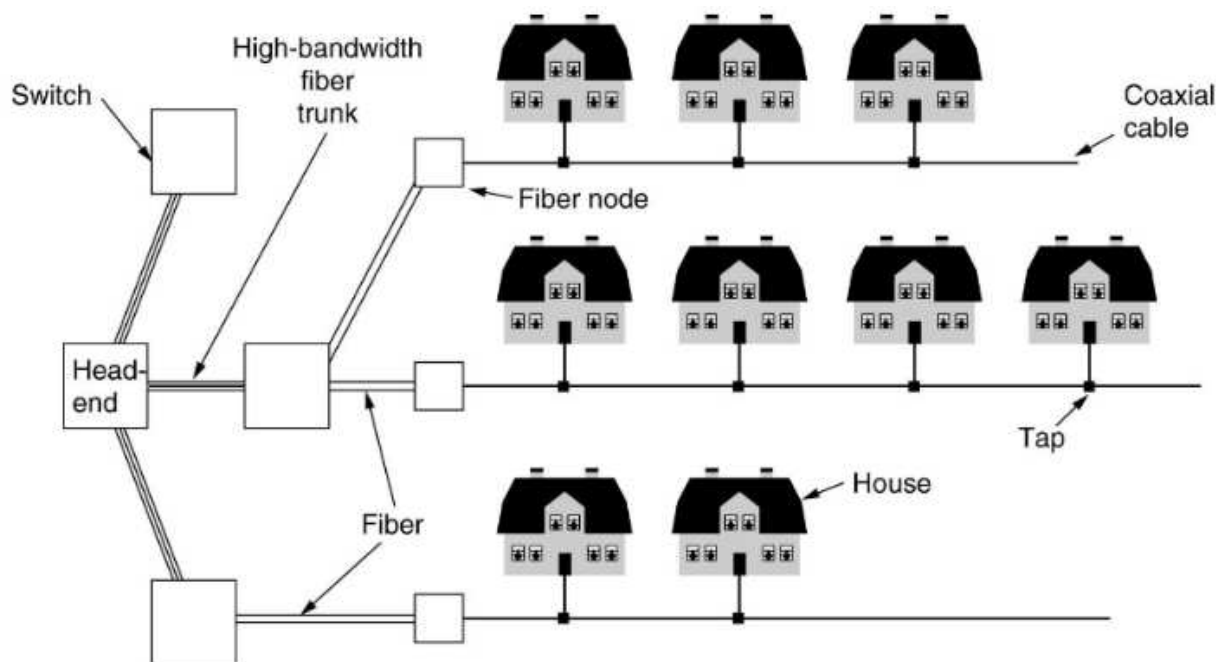 High-bandwidth
fiber
trunk
Switch
Coaxial
cable
Fiber node
Head-
end
Tap
House
Fiber